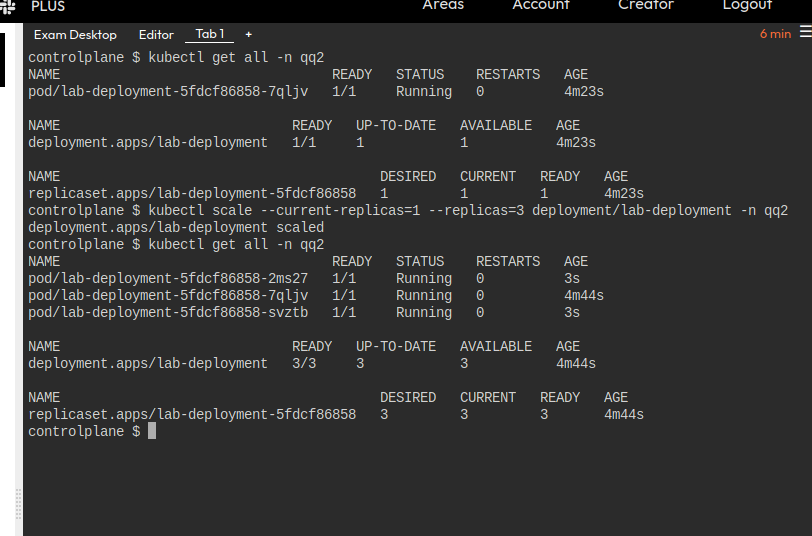 PLUS Areas Account Creator Logout
Exam Desktop Editor Tab 1 + 6 min
controlplane $ kubectl get all -n qq2
NAME READY STATUS RESTARTS AGE
pod/lab-deployment-5fdcf86858-7qljv 1/1 Running 0 4m23s
NAME READY UP-TO-DATE AVAILABLE AGE
deployment.apps/lab-deployment 1/1 1 1 4m23s
NAME DESIRED CURRENT READY AGE
replicaset.apps/lab-deployment-5fdcf86858 1 1 1 4m23s
controlplane $ kubectl scale --current-replicas=1 --replicas=3 deployment/lab-deployment -n qq2
deployment.apps/lab-deployment scaled
controlplane $ kubectl get all -n qq2
NAME READY STATUS RESTARTS AGE
pod/lab-deployment-5fdcf86858-2ms27 1/1 Running 0 3s
pod/lab-deployment-5fdcf86858-7qljv 1/1 Running 0 4m44s
pod/lab-deployment-5fdcf86858-svztb 1/1 Running 0 3s
NAME READY UP-TO-DATE AVAILABLE AGE
deployment.apps/lab-deployment 3/3 3 3 4m44s
NAME DESIRED CURRENT READY AGE
replicaset.apps/lab-deployment-5fdcf86858 3 3 3 4m44s
controlplane $